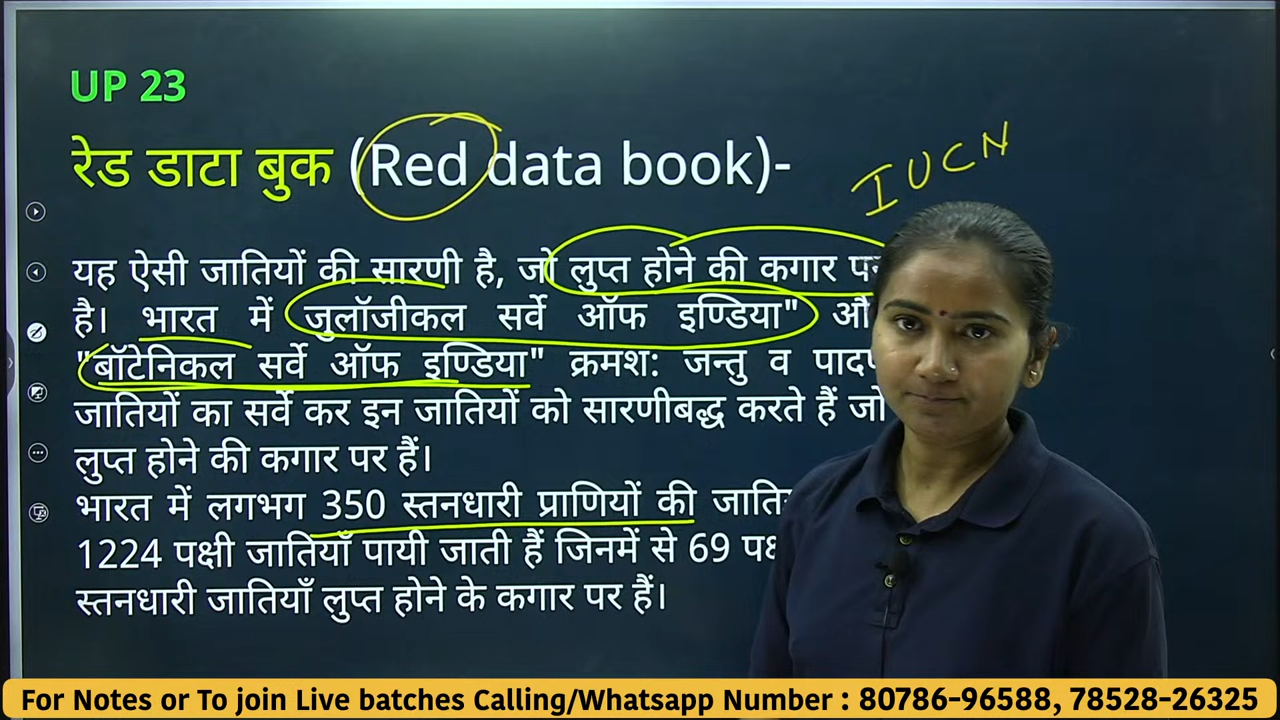 UP 23
रेड डाटा बुक (Red data book)-
IUCN
यह ऐसी जातियों की सारणी है, जो लुप्त होने की कगार पर
है। भारत में जुलॉजीकल सर्वे ऑफ इण्डिया"
"बॉटेनिकल सर्वे ऑफ इण्डिया" क्रमश: जन्तु व
जातियों का सर्वे कर इन जातियों को सारणीबद्ध करते हैं जो
लुप्त होने की कगार पर हैं।
भारत में लगभग 350 स्तनधारी प्राणियों की
1224 पक्षी जातियाँ पायी जाती हैं जिनमें से 69
स्तनधारी जातियाँ लुप्त होने के कगार पर हैं।
For Notes or To join Live batches Calling/Whatsapp Number : 80786-96588, 78528-26325